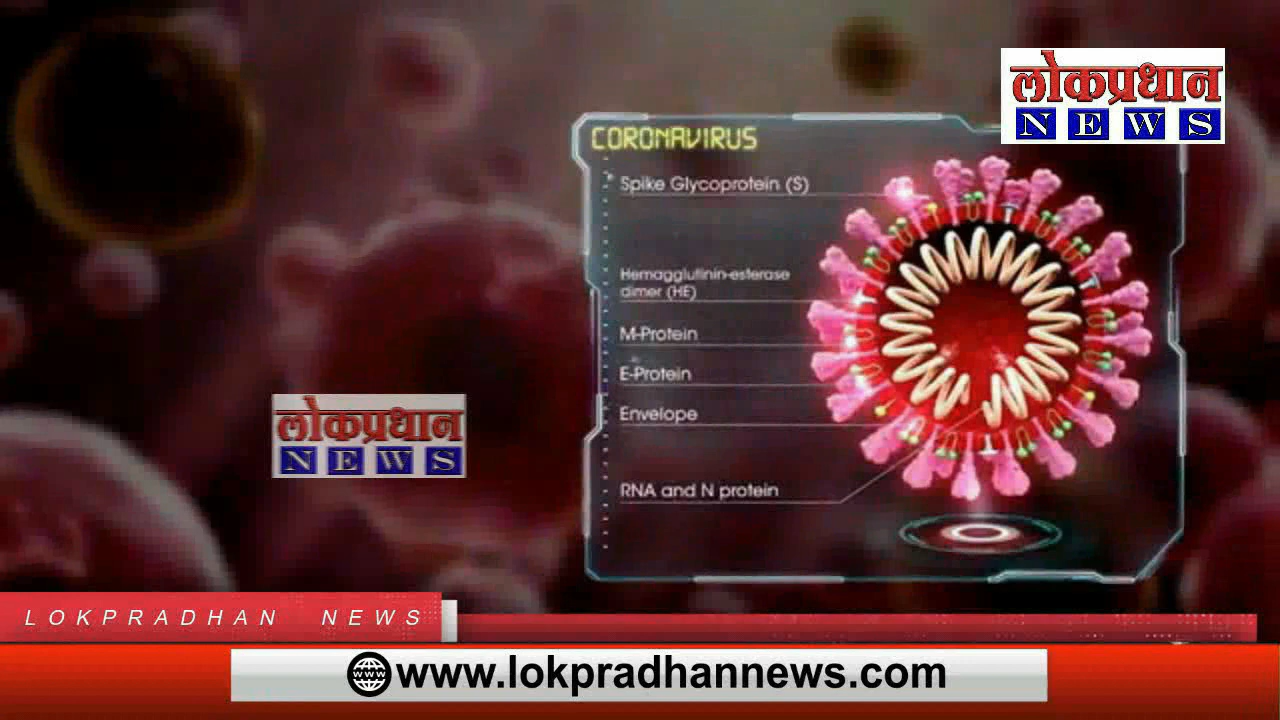 लोकप्रधान
NEWS
CORONAVIRUS
Spike Glycoprotein (S)
Hemagglutinin-esterase
dimer (HE)
M-Protein
E-Protein
Envelope
RNA and N protein
लोकप्रधान
NEWS
LOKPRADHAN NEWS
www.lokpradhannews.com